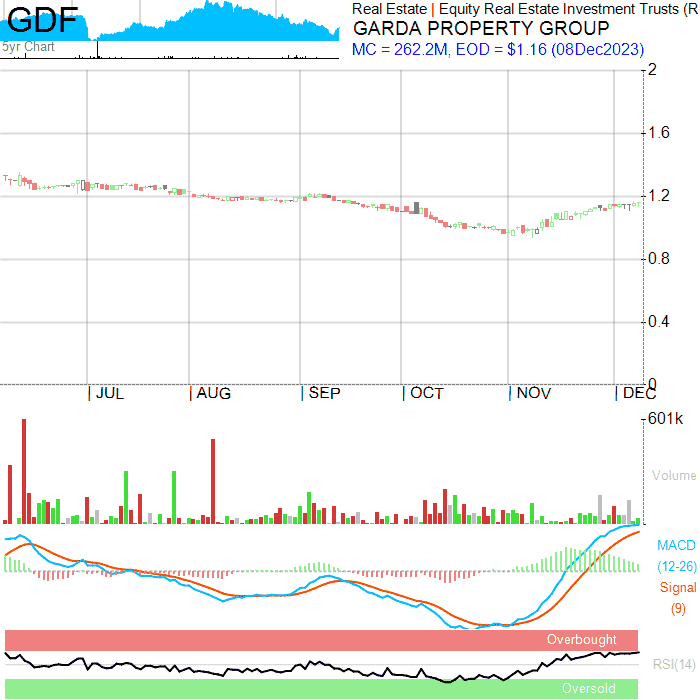 GDF
5yr Chart
Real Estate | Equity Real Estate Investment Trusts (R
GARDA PROPERTY GROUP
MC = 262.2M, EOD = $1.16 (08Dec2023)
2
1.6
1.2
0.8
0.4
0
JUL AUG SEP OCT NOV DEC
601k
Volume
MACD
(12-26)
Signal
(9)
Overbought
RSI(14)
Oversold